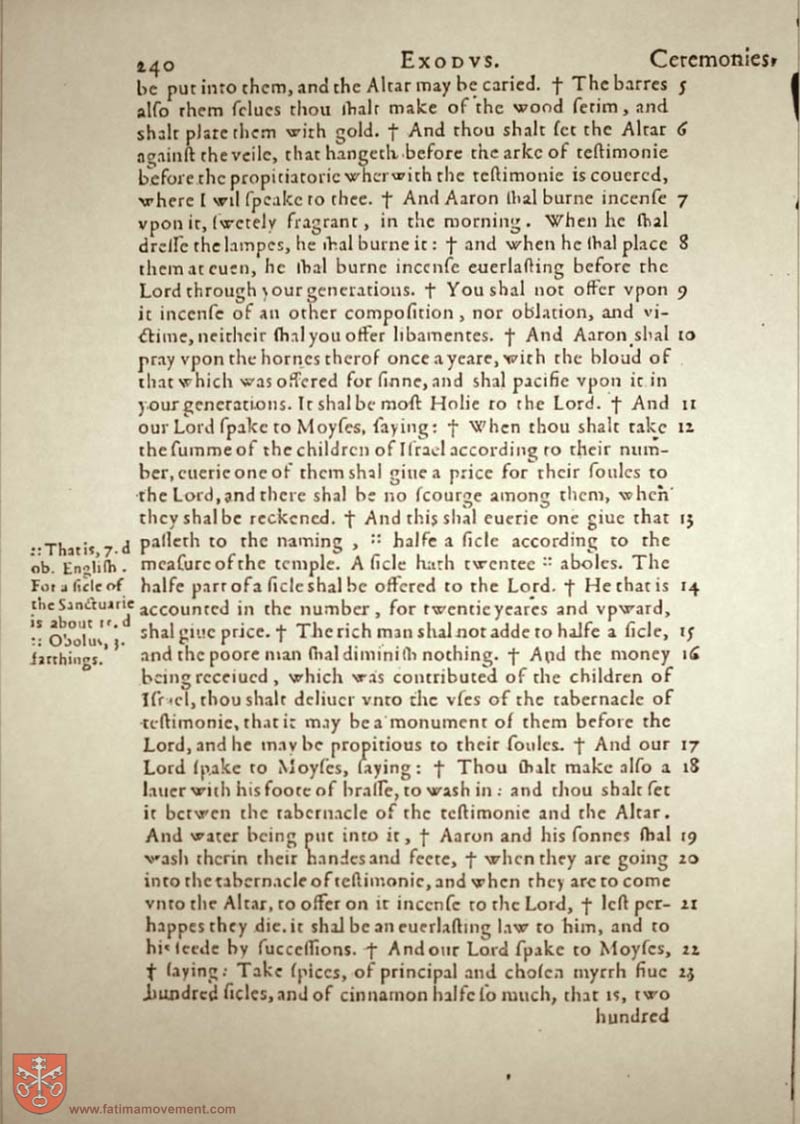 240 EXODVS. Ceremonies,
be put into them, and the Altar may be caried. † The barres 5
alſo them ſelues thou ſhalt make of the wood ſetim, and
shalt plate them with gold. † And thou shalt ſet the Altar 6
againſt the veile, that hangeth before the arke of teſtimonie
before the propitiatorie wherwith the teſtimonie is couered,
where I wil ſpeake to thee. † And Aaron ſhal burne incenſe 7
vpon it, ſwetely fragrant, in the morning. When he ſhal
dreſſe the lampes, he ſhal burne it: † and when he ſhal place 8
them at euen, he ſhal burne incenſe euerlaſting before the
Lord through your generations. † You shal not offer vpon 9
it incenſe of an other compoſition, nor oblation, and vi-
ctime, neitheir ſhal you offer libamentes. † And Aaron shal 10
pray vpon the hornes therof once a yeare, with the bloud of
that which was offered for ſinne, and shal pacifie vpon it in
your generations. It shal be moſt Holie to the Lord. † And 11
our Lord ſpake to Moyſes, ſaying: † When thou shalt take 12
the ſumme of the children of Iſrael according to their num-
ber, euerie one of them shal giue a price for their ſoules to
the Lord, and there shal be no ſcourge among them, when
they shal be reckened. † And this shal euerie one giue that 13
paſſeth to the naming, :: halfe a ſicle according to the
meaſure of the temple. A ſicle hath twentee :: aboles. The
halfe part of a ſicle shal be offered to the Lord. † He that is 14
accounted in the number, for twentie yeares and vpward,
shal giue price. † The rich man shal not adde to halfe a ſicle, 15
and the poore man ſhal diminiſh nothing. † And the money 16
being receiued, which was contributed of the children of
Iſrael, thou shalt deliuer vnto the vſes of the tabernacle of
teſtimonie, that it may be a monument of them before the
Lord, and he may be propitious to their ſoules. † And our 17
Lord ſpake to Moyſes, ſaying: † Thou ſhalt make alſo a 18
lauer with his foote of braſſe, to wash in: and thou shalt ſet
it betwen the tabernacle of the teſtimonie and the Altar.
And water being put into it, † Aaron and his ſonnes ſhal 19
wash therin their handes and feete, † when they are going 20
into the tabernacle of teſtimonie, and when they are to come
vnto the Altar, to offer on it incenſe to the Lord, † leſt per- 21
happes they die. it shal be an euerlaſting law to him, and to
his ſeede by ſucceſſions. † And our Lord ſpake to Moyſes, 22
† ſaying: Take ſpices, of principal and choſen myrrh fiue 23
hundred ſicles, and of cinnamon halfe ſo much, that is, two
hundred
:: That is, 7. d
ob. Engliſh.
For a ſicle of
the Sanctuarie
is about d
:: Obolus, 3.
farthings.
www.fatimamovement.com